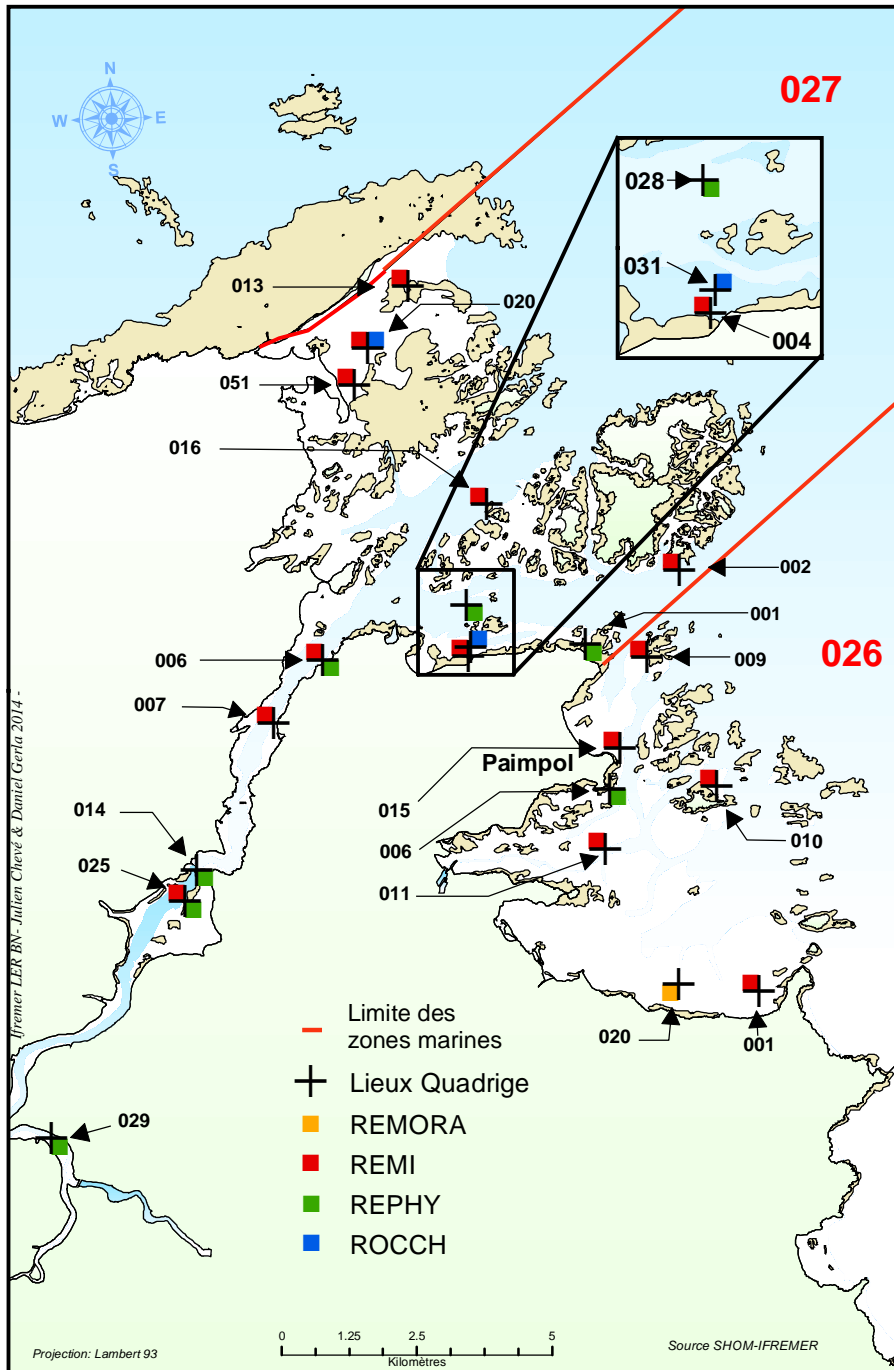 027
N
W
E
S
028
031
004
013
020
051
016
002
001
006
009
026
007
Paimpol
015
014
006
010
025
011
020
001
029
Limite des
zones marines
Lieux Quadrige
REMORA
REMI
REPHY
ROCCH
Ifremer LER BN - Julien Chevé & Daniel Gerla 2014 -
0
1.25
2.5
5
Kilomètres
Projection: Lambert 93
Source SHOM-IFREMER